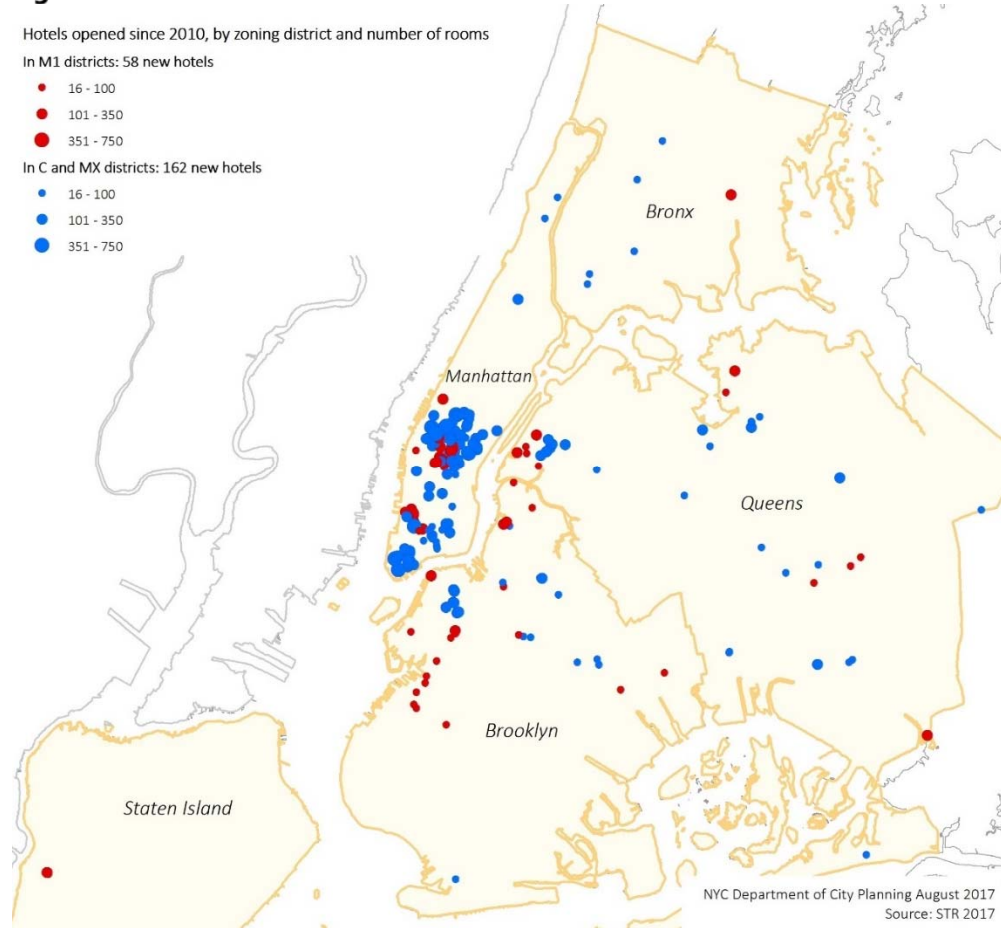 Hotels opened since 2010, by zoning district and number of rooms
In M1 districts: 58 new hotels
16 - 100
101 - 350
351 - 750
In C and MX districts: 162 new hotels
16 - 100
101 - 350
351 - 750
Bronx
Manhattan
Queens
Brooklyn
Staten Island
NYC Department of City Planning August 2017
Source: STR 2017